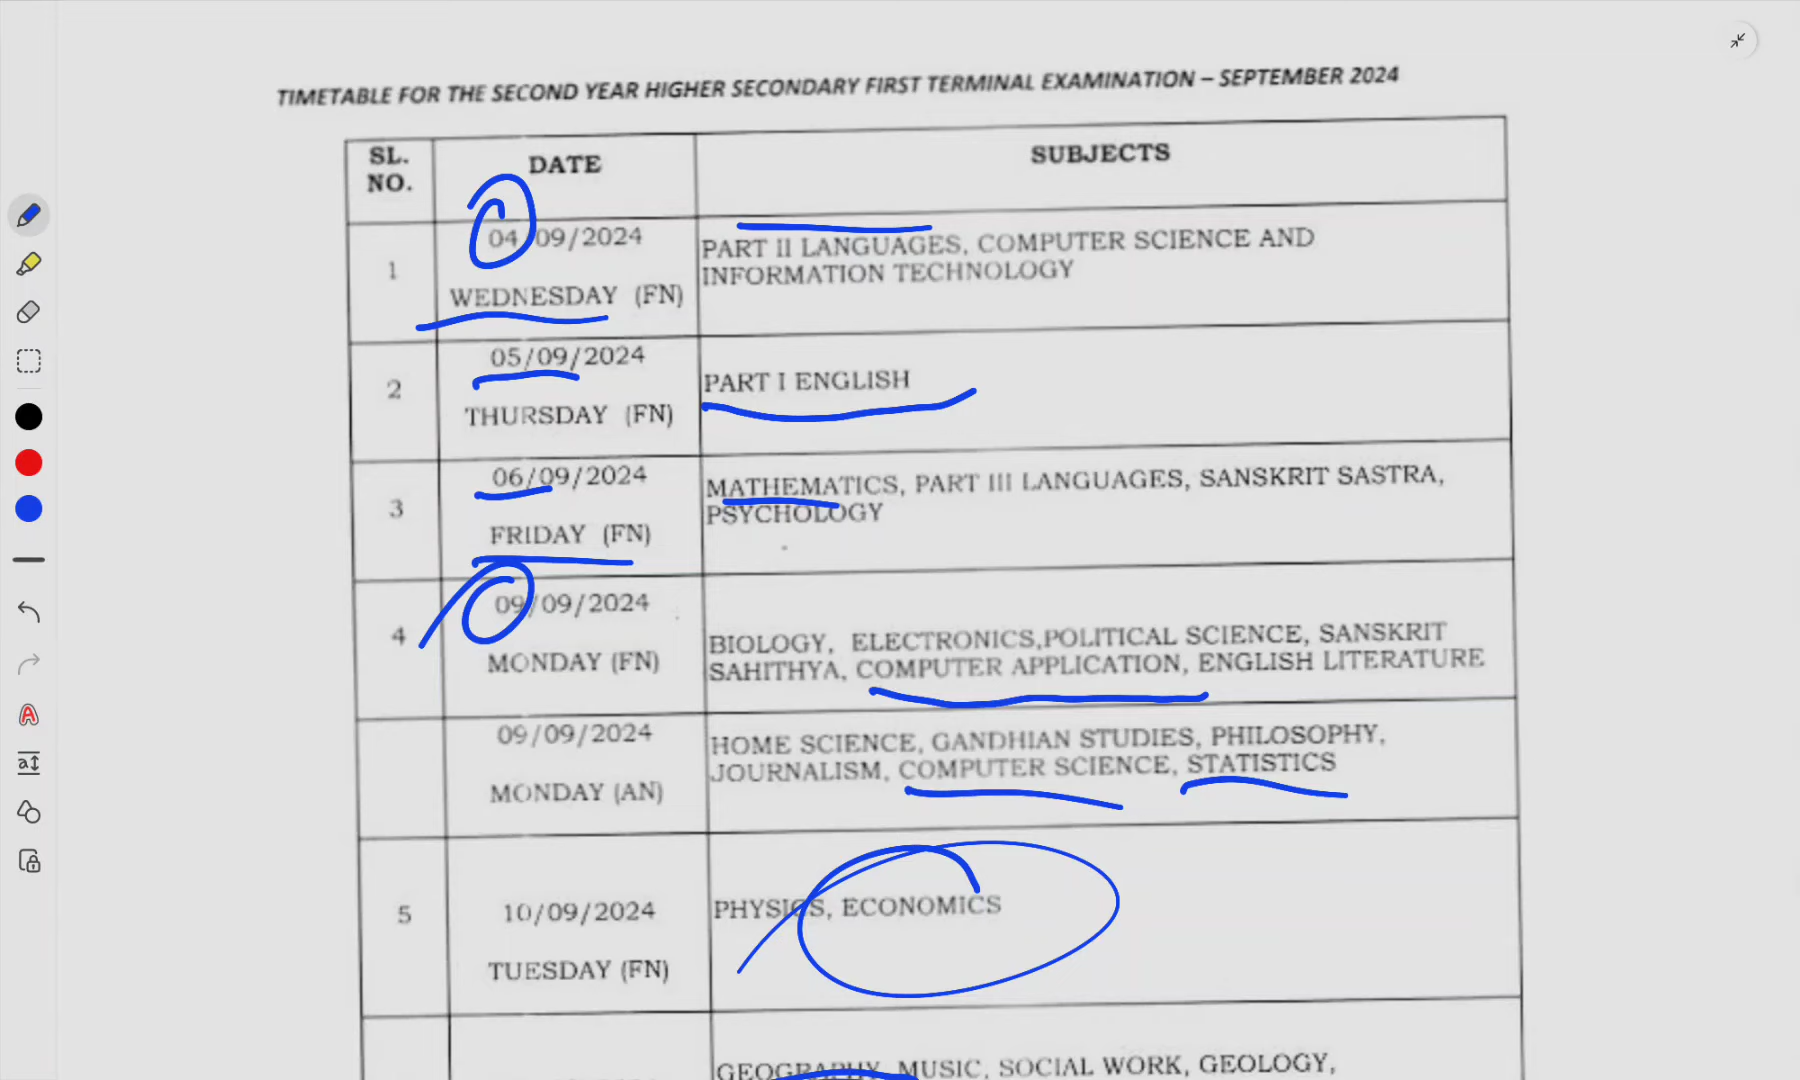 TIMETABLE FOR THE SECOND YEAR HIGHER SECONDARY FIRST TERMINAL EXAMINATION – SEPTEMBER 2024
SL. NO.
DATE
SUBJECTS
1
04/09/2024
WEDNESDAY (FN)
PART II LANGUAGES, COMPUTER SCIENCE AND
INFORMATION TECHNOLOGY
2
05/09/2024
THURSDAY (FN)
PART I ENGLISH
3
06/09/2024
FRIDAY (FN)
MATHEMATICS, PART III LANGUAGES, SANSKRIT SASTRA,
PSYCHOLOGY
4
09/09/2024
MONDAY (FN)
BIOLOGY, ELECTRONICS,POLITICAL SCIENCE, SANSKRIT
SAHITHYA, COMPUTER APPLICATION, ENGLISH LITERATURE
09/09/2024
MONDAY (AN)
HOME SCIENCE, GANDHIAN STUDIES, PHILOSOPHY,
JOURNALISM, COMPUTER SCIENCE, STATISTICS
5
10/09/2024
TUESDAY (FN)
PHYSICS, ECONOMICS
GEOGRAPHY, MUSIC, SOCIAL WORK, GEOLOGY,
A
a